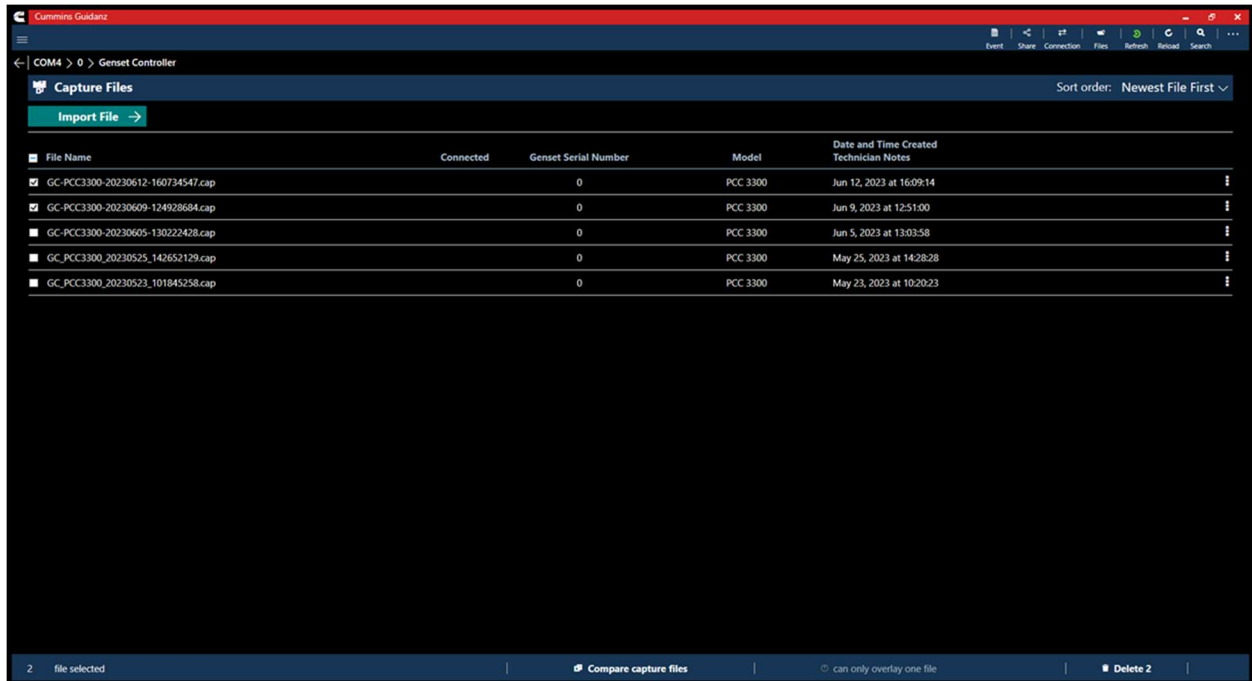 Cummins Guidanz
Event Share Connection Files Refresh Reload Search
COM4 > 0 > Genset Controller
Capture Files Sort order: Newest File First
Import File →
File Name Connected Genset Serial Number Model Date and Time Created
Technician Notes
GC-PCC3300-20230612-160734547.cap 0 PCC 3300 Jun 12, 2023 at 16:09:14
GC-PCC3300-20230609-124928684.cap 0 PCC 3300 Jun 9, 2023 at 12:51:00
GC-PCC3300-20230605-130222428.cap 0 PCC 3300 Jun 5, 2023 at 13:03:58
GC_PCC3300_20230525_142652129.cap 0 PCC 3300 May 25, 2023 at 14:28:28
GC_PCC3300_20230523_101845258.cap 0 PCC 3300 May 23, 2023 at 10:20:23
2 file selected Compare capture files can only overlay one file Delete 2